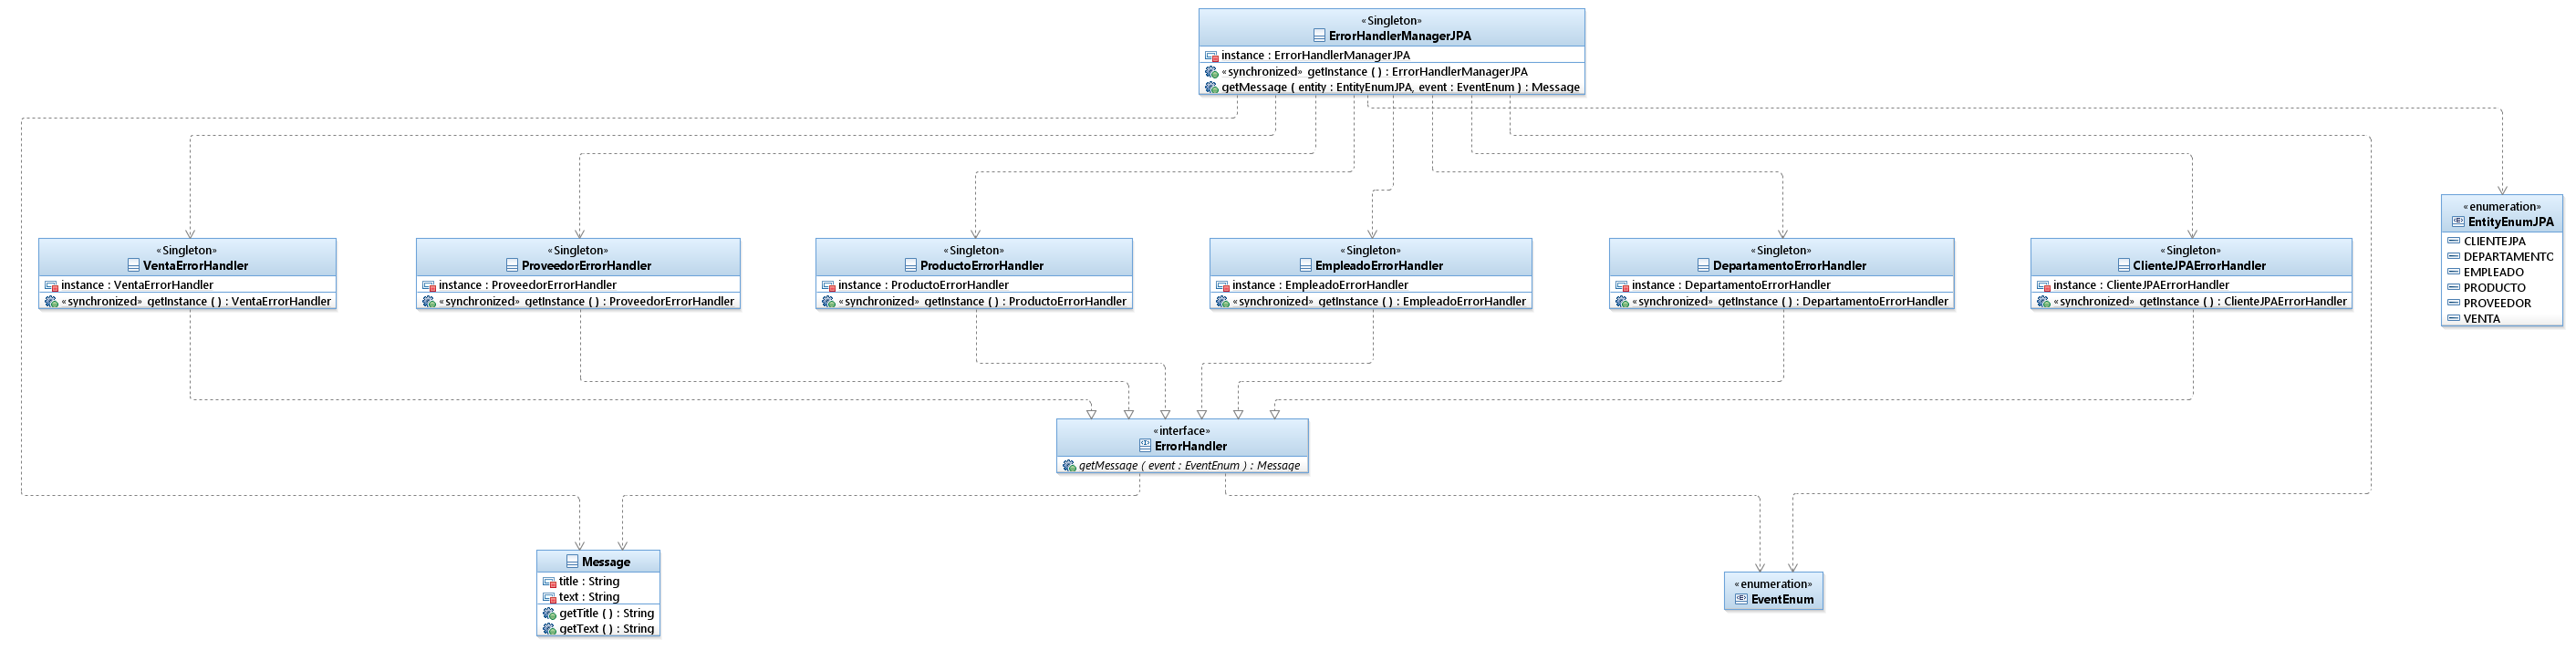 «Singleton»
ErrorHandlerManagerJPA
instance : ErrorHandlerManagerJPA
«synchronized» getInstance ( ) : ErrorHandlerManagerJPA
getMessage ( entity : EntityEnumJPA, event : EventEnum ) : Message
«Singleton»
VentaErrorHandler
instance : VentaErrorHandler
«synchronized» getInstance ( ) : VentaErrorHandler
«Singleton»
ProveedorErrorHandler
instance : ProveedorErrorHandler
«synchronized» getInstance ( ) : ProveedorErrorHandler
«Singleton»
ProductoErrorHandler
instance : ProductoErrorHandler
«synchronized» getInstance ( ) : ProductoErrorHandler
«Singleton»
EmpleadoErrorHandler
instance : EmpleadoErrorHandler
«synchronized» getInstance ( ) : EmpleadoErrorHandler
«Singleton»
DepartamentoErrorHandler
instance : DepartamentoErrorHandler
«synchronized» getInstance ( ) : DepartamentoErrorHandler
«Singleton»
ClienteJPAErrorHandler
instance : ClienteJPAErrorHandler
«synchronized» getInstance ( ) : ClienteJPAErrorHandler
«enumeration»
EntityEnumJPA
CLIENTEJPA
DEPARTAMENTO
EMPLEADO
PRODUCTO
PROVEEDOR
VENTA
«interface»
ErrorHandler
getMessage ( event : EventEnum ) : Message
Message
title : String
text : String
getTitle ( ) : String
getText ( ) : String
«enumeration»
EventEnum